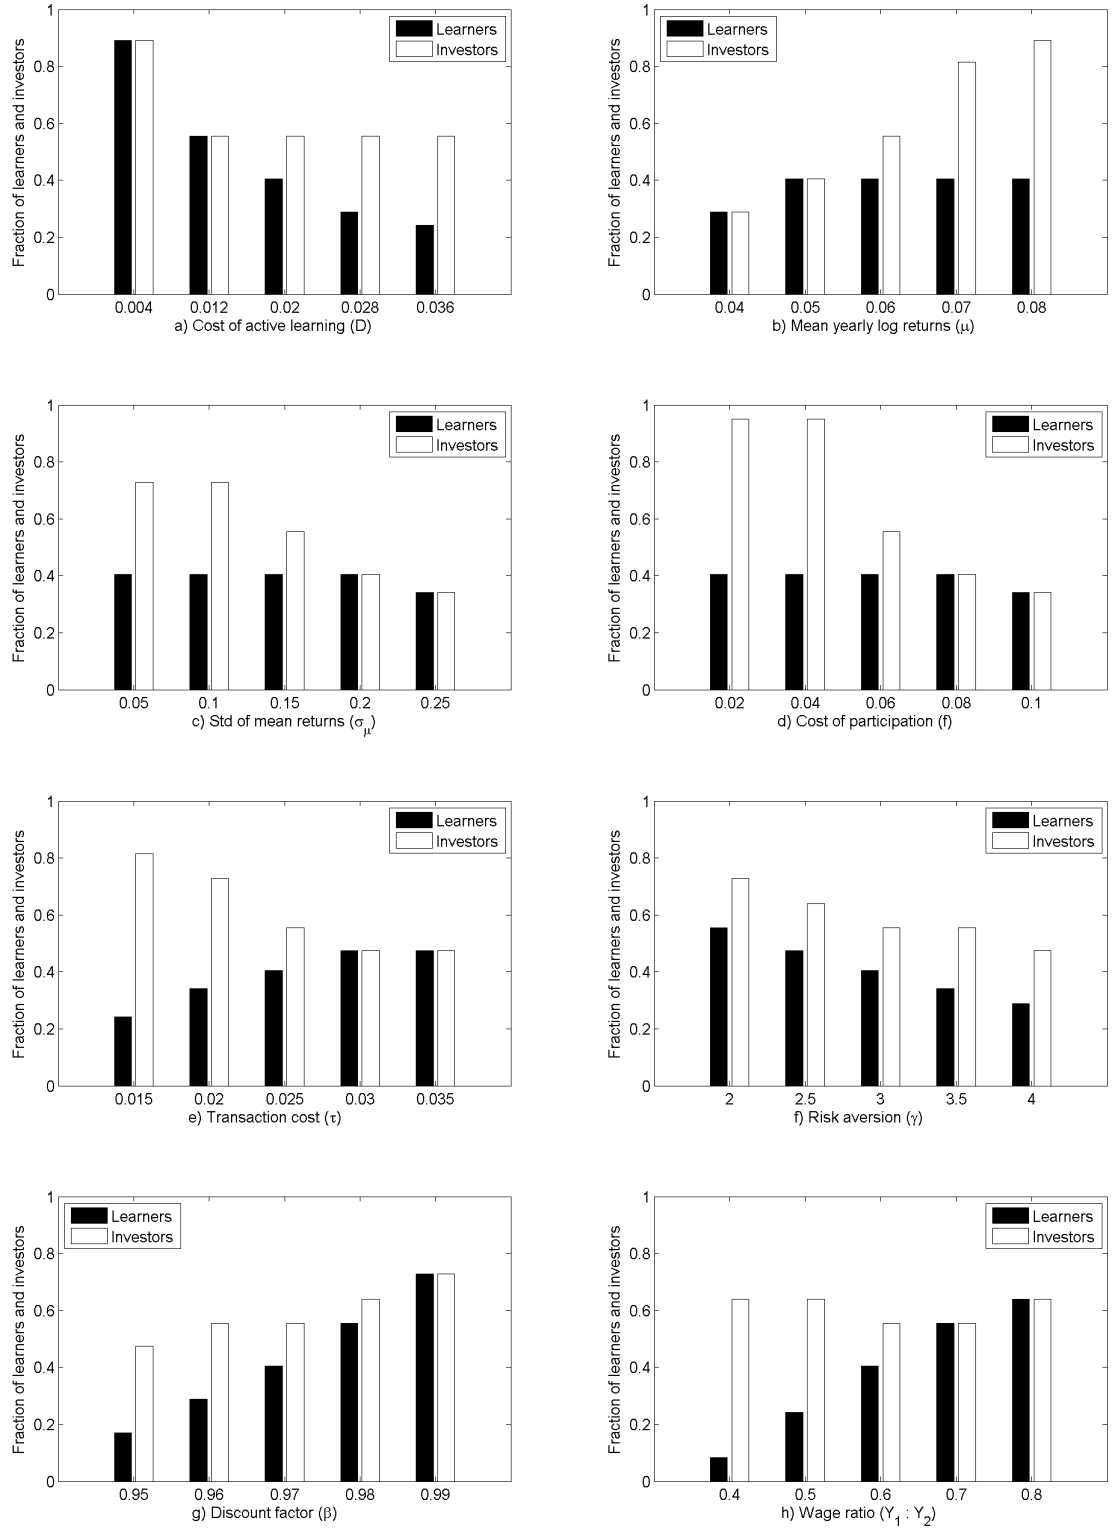 Fraction of learners and investors
1
0.8
0.6
0.4
0.2
0
Learners
Investors
0.004 0.012 0.02 0.028 0.036
a) Cost of active learning (D)
Fraction of learners and investors
1
0.8
0.6
0.4
0.2
0
Learners
Investors
0.04 0.05 0.06 0.07 0.08
b) Mean yearly log returns (μ)
Fraction of learners and investors
1
0.8
0.6
0.4
0.2
0
Learners
Investors
0.05 0.1 0.15 0.2 0.25
c) Std of mean returns (σ_μ)
Fraction of learners and investors
1
0.8
0.6
0.4
0.2
0
Learners
Investors
0.02 0.04 0.06 0.08 0.1
d) Cost of participation (f)
Fraction of learners and investors
1
0.8
0.6
0.4
0.2
0
Learners
Investors
0.015 0.02 0.025 0.03 0.035
e) Transaction cost (τ)
Fraction of learners and investors
1
0.8
0.6
0.4
0.2
0
Learners
Investors
2 2.5 3 3.5 4
f) Risk aversion (γ)
Fraction of learners and investors
1
0.8
0.6
0.4
0.2
0
Learners
Investors
0.95 0.96 0.97 0.98 0.99
g) Discount factor (β)
Fraction of learners and investors
1
0.8
0.6
0.4
0.2
0
Learners
Investors
0.4 0.5 0.6 0.7 0.8
h) Wage ratio (Y₁ : Y₂)